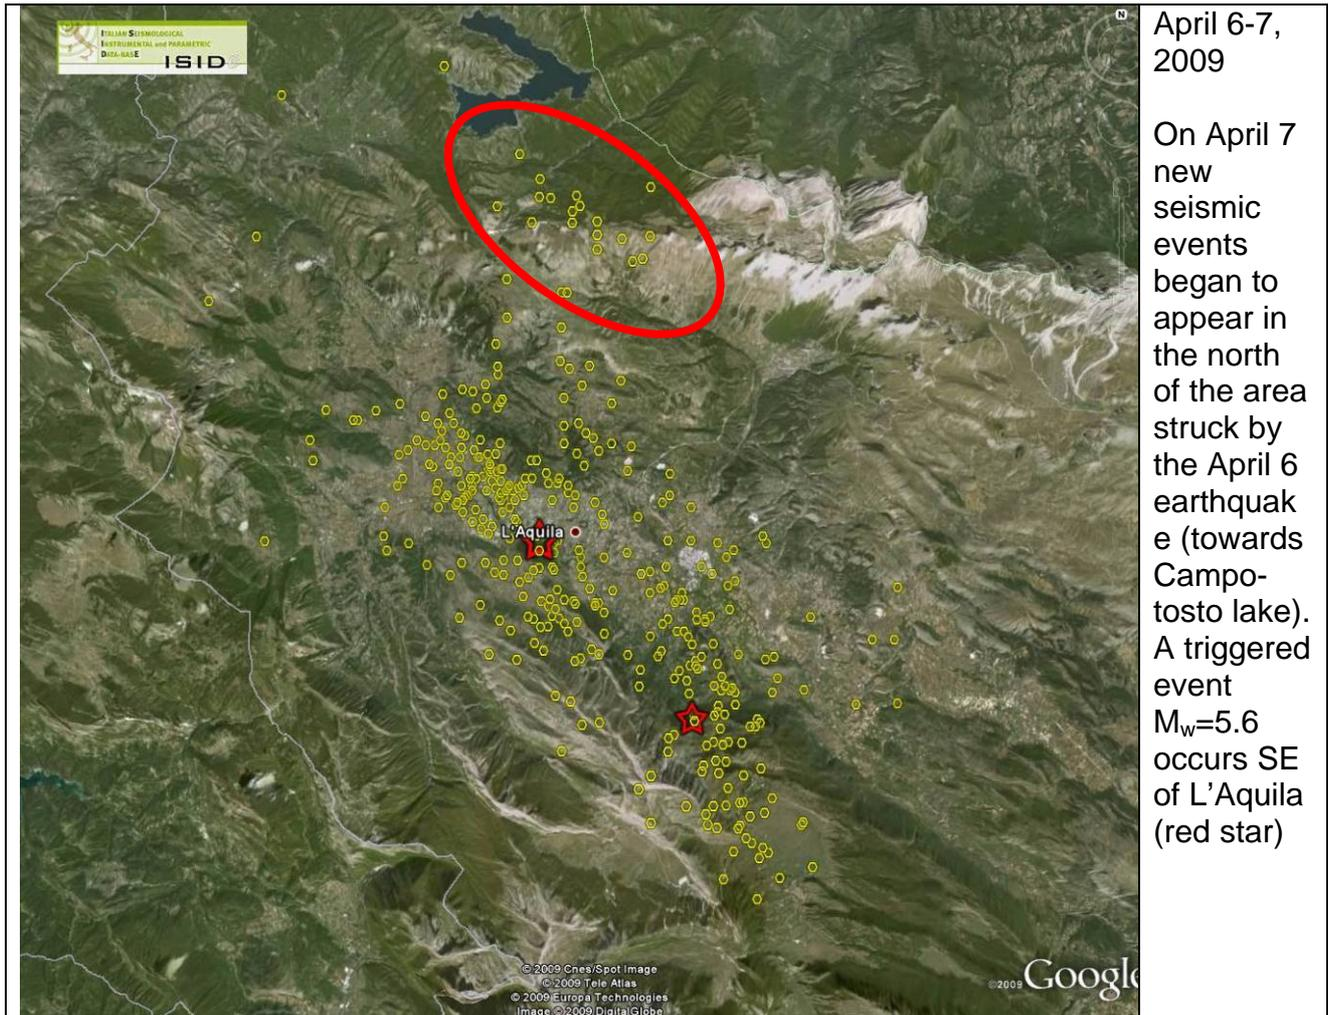 ITALIAN SEISMOLOGICAL
INSTRUMENTAL and PARAMETRIC
DATA-BASE
ISIDe
N
L'Aquila
© 2009 Cnes/Spot Image
© 2009 Tele Atlas
© 2009 Europa Technologies
Image © 2009 DigitalGlobe
©2009 Google
April 6-7,
2009
On April 7
new
seismic
events
began to
appear in
the north
of the area
struck by
the April 6
earthquak
e (towards
Campo-
tosto lake).
A triggered
event
Mw=5.6
occurs SE
of L'Aquila
(red star)